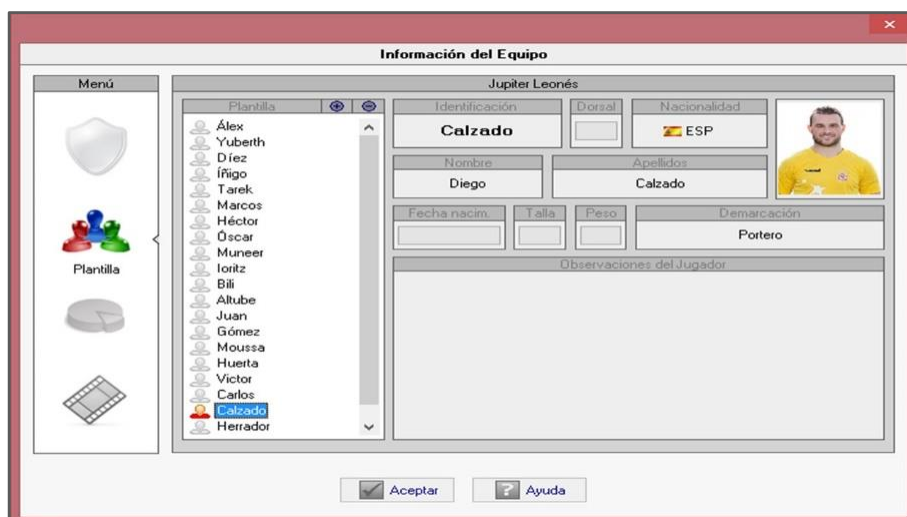 Información del Equipo
Menú
Plantilla
Jupiter Leonés
Plantilla
Álex
Yuberth
Díez
Íñigo
Tarek
Marcos
Héctor
Óscar
Muneer
Ioritz
Bili
Altube
Juan
Gómez
Moussa
Huerta
Victor
Carlos
Calzado
Herrador
Identificación Dorsal Nacionalidad
Calzado ESP
Nombre Apellidos
Diego Calzado
Fecha nacim. Talla Peso Demarcación
Portero
Observaciones del Jugador
Aceptar ? Ayuda